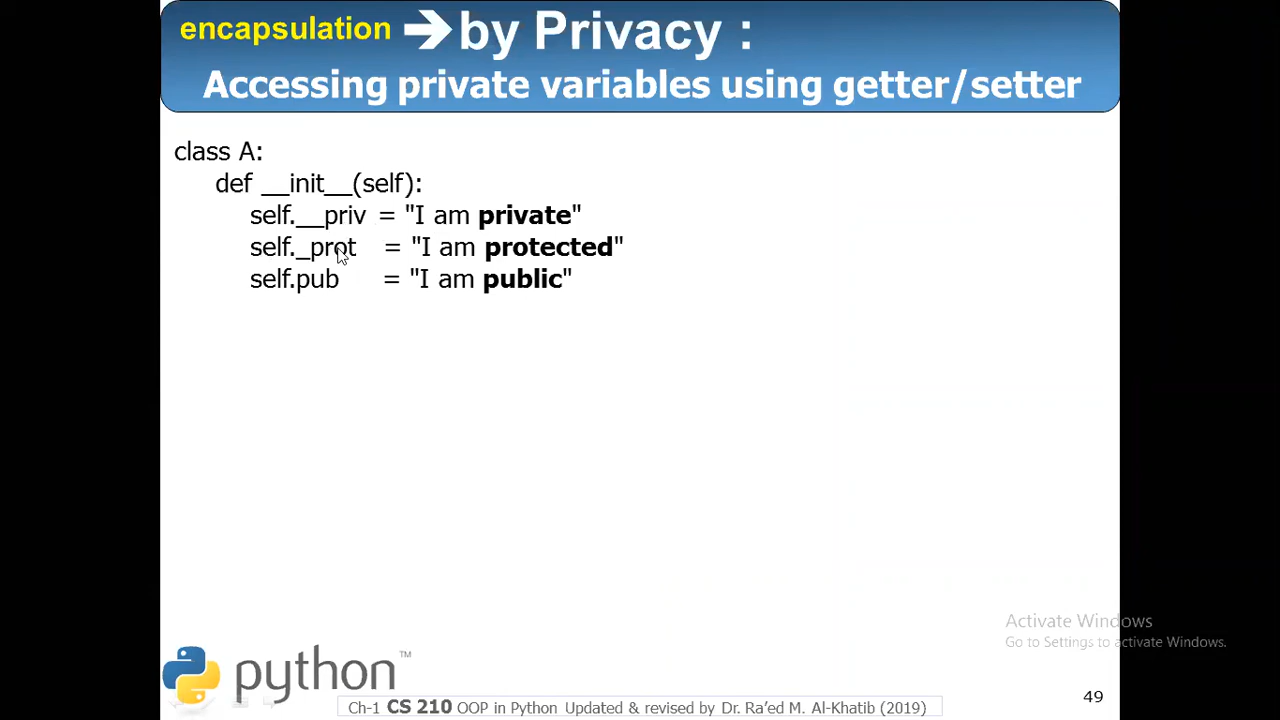 encapsulation ➔ by Privacy :
Accessing private variables using getter/setter
class A:
def __init__(self):
self.__priv = "I am private"
self._prot = "I am protected"
self.pub = "I am public"
Activate Windows
Go to Settings to activate Windows.
python™
Ch-1 CS 210 OOP in Python Updated & revised by Dr. Ra'ed M. Al-Khatib (2019)
49